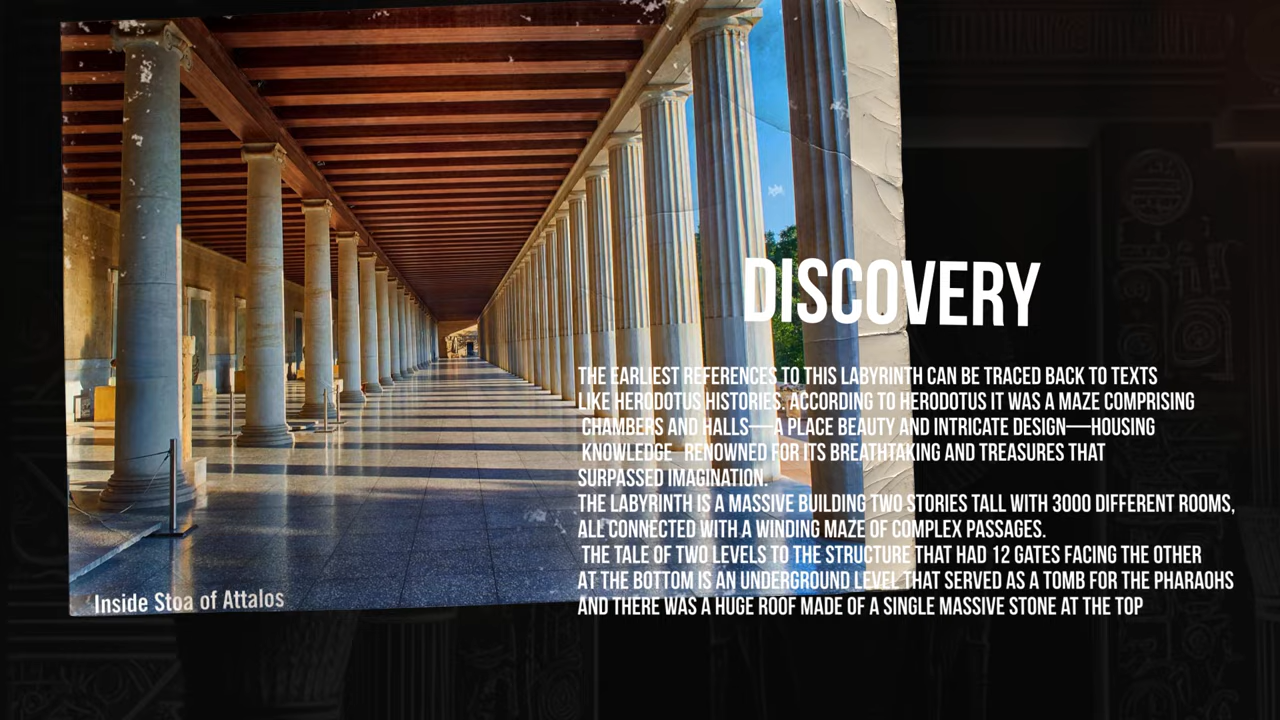 DISCOVERY
THE EARLIEST REFERENCES TO THIS LABYRINTH CAN BE TRACED BACK TO TEXTS
LIKE HERODOTUS HISTORIES. ACCORDING TO HERODOTUS IT WAS A MAZE COMPRISING
CHAMBERS AND HALLS—A PLACE BEAUTY AND INTRICATE DESIGN—HOUSING
KNOWLEDGE RENOWNED FOR ITS BREATHTAKING AND TREASURES THAT
SURPASSED IMAGINATION.
THE LABYRINTH IS A MASSIVE BUILDING TWO STORIES TALL WITH 3000 DIFFERENT ROOMS,
ALL CONNECTED WITH A WINDING MAZE OF COMPLEX PASSAGES.
THE TALE OF TWO LEVELS TO THE STRUCTURE THAT HAD 12 GATES FACING THE OTHER
AT THE BOTTOM IS AN UNDERGROUND LEVEL THAT SERVED AS A TOMB FOR THE PHARAOHS
AND THERE WAS A HUGE ROOF MADE OF A SINGLE MASSIVE STONE AT THE TOP
Inside Stoa of Attalos